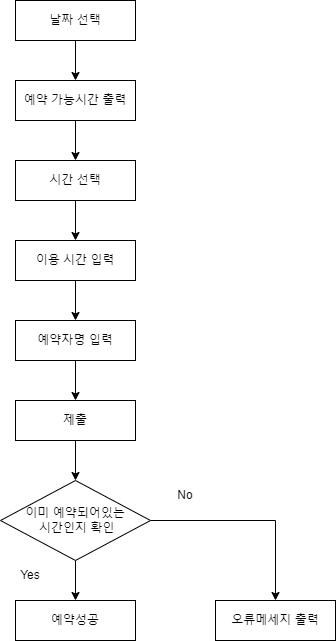 날짜 선택
예약 가능시간 출력
시간 선택
이용 시간 입력
예약자명 입력
제출
이미 예약되어있는
시간인지 확인
No
Yes
예약성공
오류메세지 출력